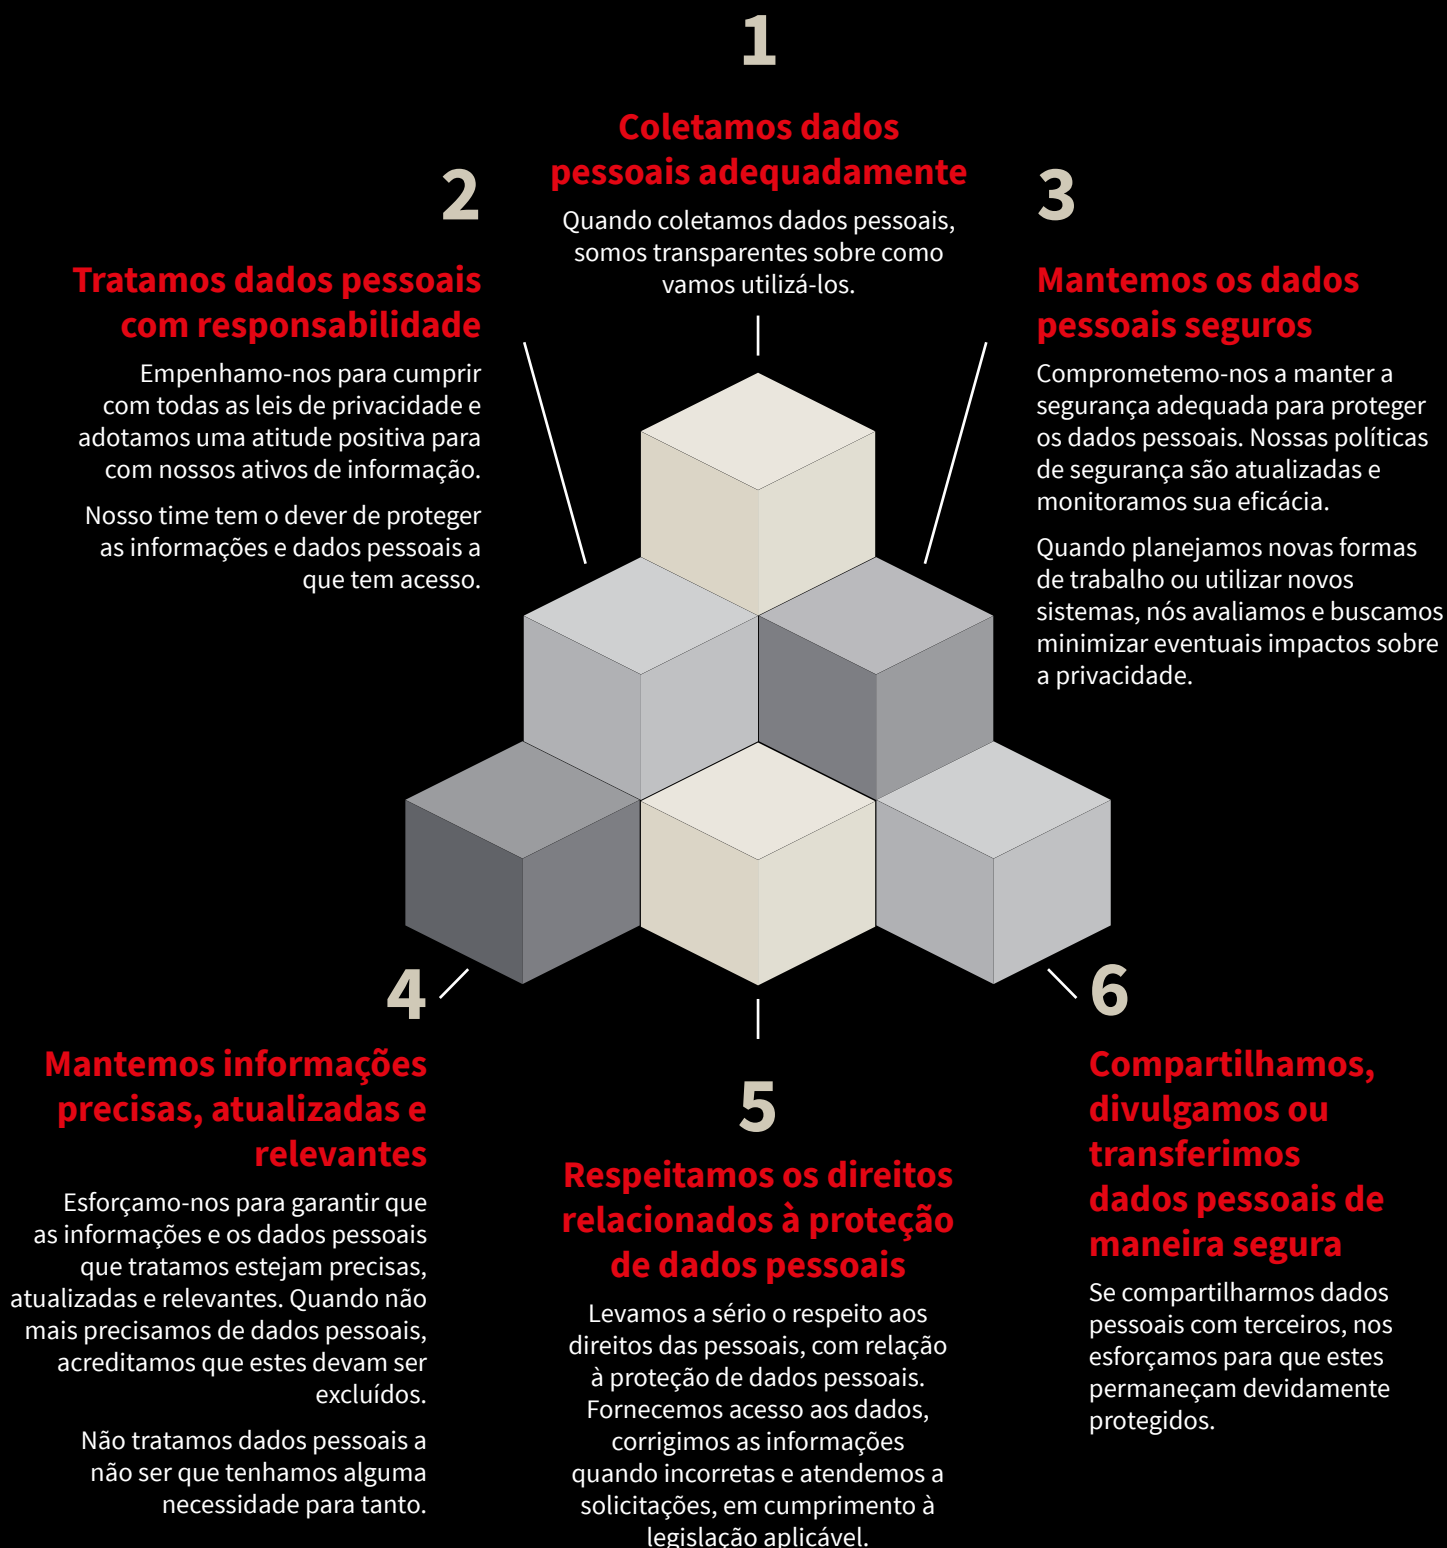 1
Coletamos dados
pessoais adequadamente
Quando coletamos dados pessoais,
somos transparentes sobre como
vamos utilizá-los.
2
Tratamos dados pessoais
com responsabilidade
Empenhamo-nos para cumprir
com todas as leis de privacidade e
adotamos uma atitude positiva para
com nossos ativos de informação.
Nosso time tem o dever de proteger
as informações e dados pessoais a
que tem acesso.
3
Mantemos os dados
pessoais seguros
Comprometemo-nos a manter a
segurança adequada para proteger
os dados pessoais. Nossas políticas
de segurança são atualizadas e
monitoramos sua eficácia.
Quando planejamos novas formas
de trabalho ou utilizar novos
sistemas, nós avaliamos e buscamos
minimizar eventuais impactos sobre
a privacidade.
4
Mantemos informações
precisas, atualizadas e
relevantes
Esforçamo-nos para garantir que
as informações e os dados pessoais
que tratamos estejam precisas,
atualizadas e relevantes. Quando não
mais precisamos de dados pessoais,
acreditamos que estes devam ser
excluídos.
Não tratamos dados pessoais a
não ser que tenhamos alguma
necessidade para tanto.
5
Respeitamos os direitos
relacionados à proteção
de dados pessoais
Levamos a sério o respeito aos
direitos das pessoais, com relação
à proteção de dados pessoais.
Fornecemos acesso aos dados,
corrigimos as informações
quando incorretas e atendemos a
solicitações, em cumprimento à
legislação aplicável.
6
Compartilhamos,
divulgamos ou
transferimos
dados pessoais de
maneira segura
Se compartilharmos dados
pessoais com terceiros, nos
esforçamos para que estes
permaneçam devidamente
protegidos.